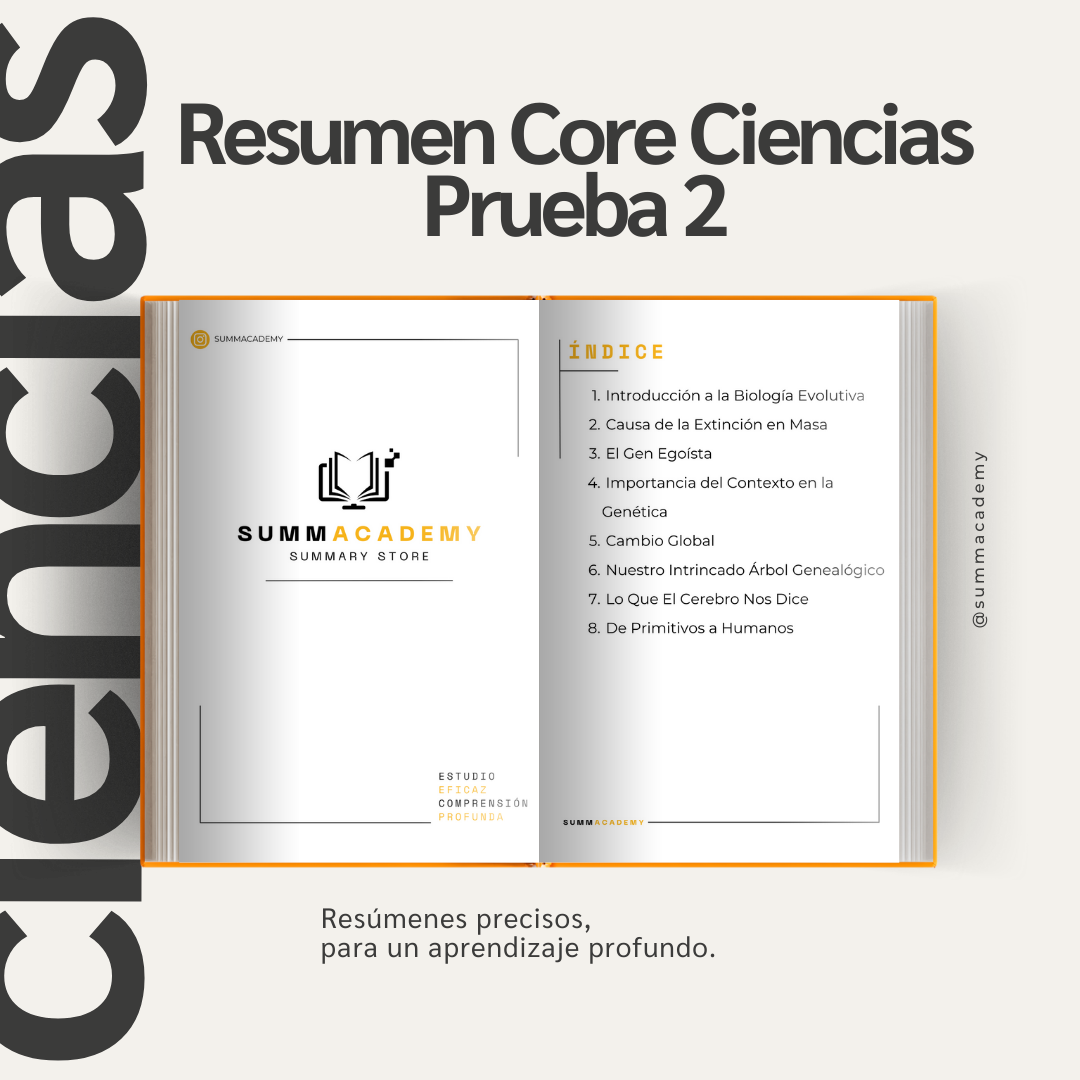 ciencias
Resumen Core Ciencias
Prueba 2
SUMMACADEMY
SUMMACADEMY
SUMMARY STORE
ESTUDIO
EFICAZ
COMPRENSIÓN
PROFUNDA
ÍNDICE
1. Introducción a la Biología Evolutiva
2. Causa de la Extinción en Masa
3. El Gen Egoísta
4. Importancia del Contexto en la
Genética
5. Cambio Global
6. Nuestro Intrincado Árbol Genealógico
7. Lo Que El Cerebro Nos Dice
8. De Primitivos a Humanos
SUMMACADEMY
@summacademy
Resúmenes precisos,
para un aprendizaje profundo.